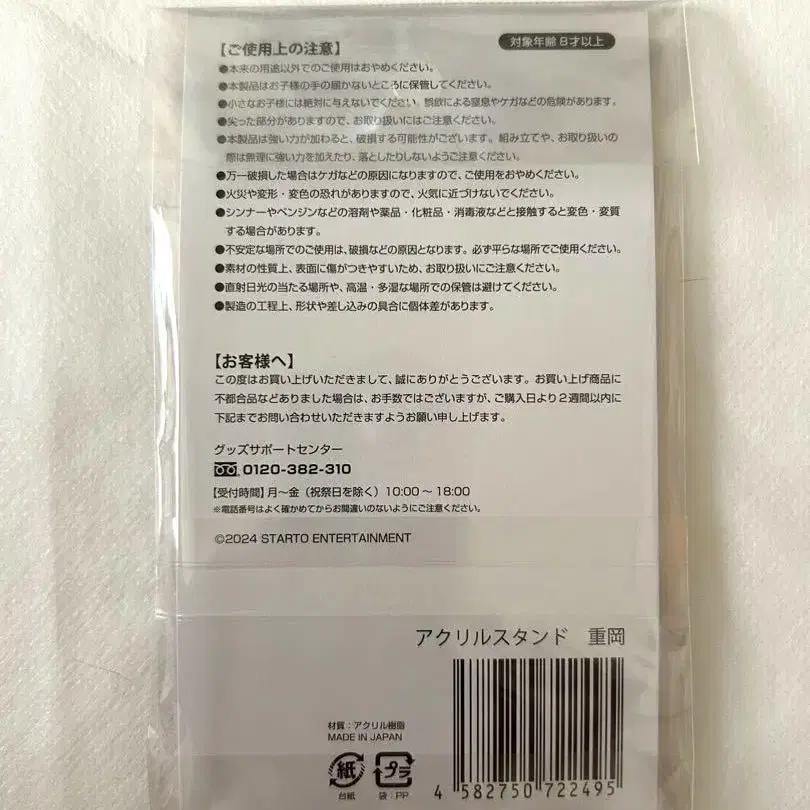 【ご使用上の注意】
対象年齢 8才以上
●本来の用途以外でのご使用はおやめください。
●本製品はお子様の手の届かないところに保管してください。
●小さなお子様には絶対に与えないでください。誤飲による窒息やケガなどの危険があります。
●尖った部分がありますので、お取り扱いにはご注意ください。
●本製品は強い力が加わると、破損する可能性がございます。組み立てや、お取り扱いの
際は無理に強い力を加えたり、落としたりしないようご注意ください。
●万一破損した場合はケガなどの原因になりますので、ご使用をおやめください。
●火災や変形・変色の恐れがありますので、火気に近づけないでください。
●シンナーやベンジンなどの溶剤や薬品・化粧品・消毒液などと接触すると変色・変質
する場合があります。
●不安定な場所でのご使用は、破損などの原因となります。必ず平らな場所でご使用ください。
●素材の性質上、表面に傷がつきやすいため、お取り扱いにご注意ください。
●直射日光の当たる場所や、高温・多湿な場所での保管は避けてください。
●製造の工程上、形状や差し込みの具合に個体差があります。
【お客様へ】
この度はお買い上げいただきまして、誠にありがとうございます。お買い上げ商品に
不都合品などありました場合は、お手数ではございますが、ご購入日より2週間以内に
下記までお問い合わせいただきますようお願い申し上げます。
グッズサポートセンター
0120-382-310
【受付時間】月~金(祝祭日を除く)10:00~18:00
※電話番号はよく確かめてからお間違いのないようにご注意ください。
©2024 STARTO ENTERTAINMENT
アクリルスタンド 重岡
材質:アクリル樹脂
MADE IN JAPAN
紙 プラ
台紙 袋:PP
4 582750 722495